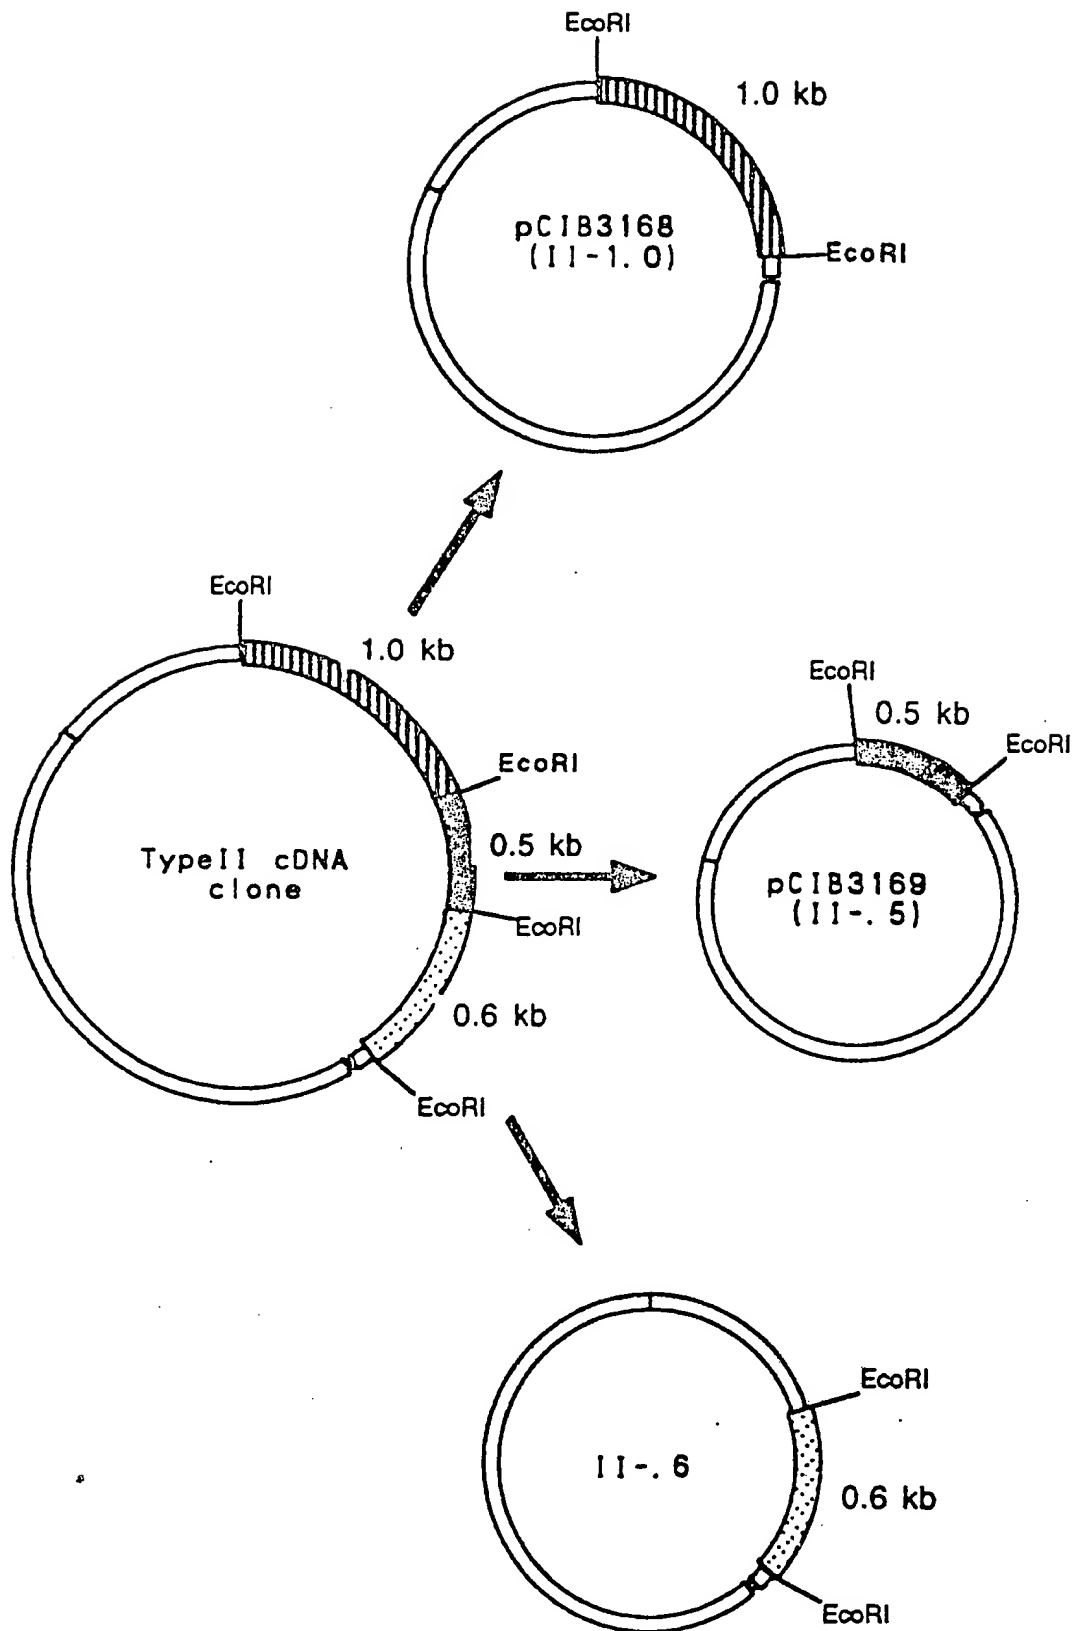 EcoRI
1.0 kb
pCIB3168
(II-1.0)
EcoRI
EcoRI
1.0 kb
EcoRI
0.5 kb
EcoRI
EcoRI
TypeII cDNA
clone
0.5 kb
pCIB3169
(II-.5)
EcoRI
0.6 kb
EcoRI
EcoRI
II-.6
0.6 kb
EcoRI